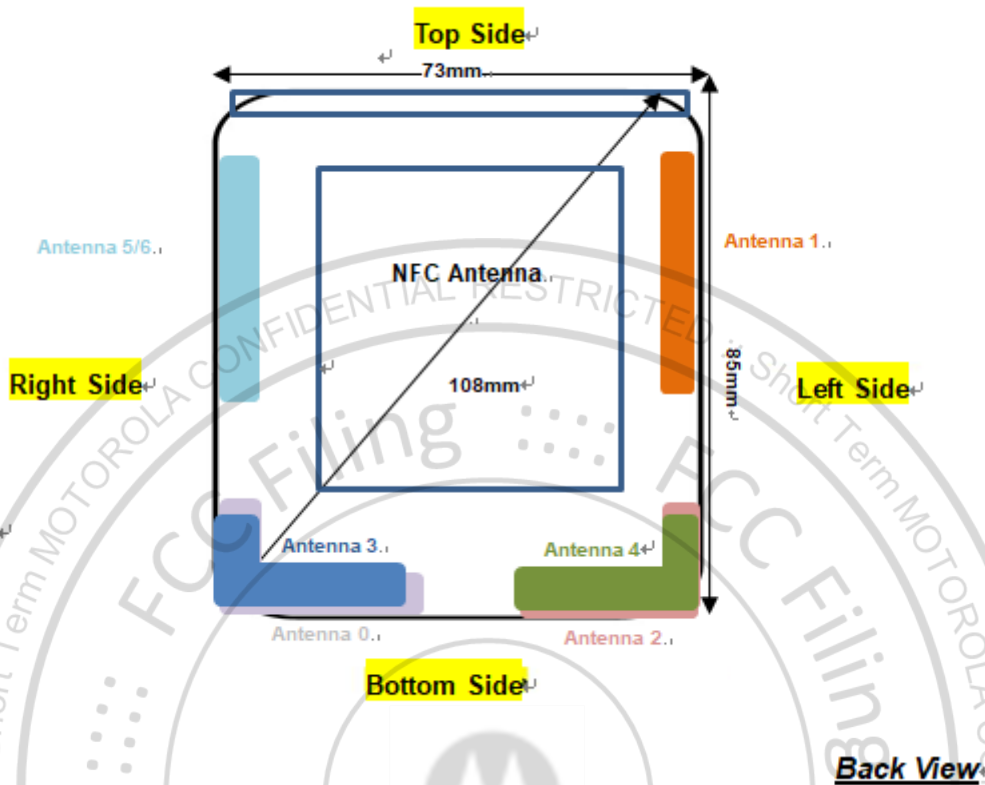 Top Side
73mm
Antenna 5/6
Antenna 1
NFC Antenna
MOTOROLA CONFIDENTIAL RESTRICTED :: Short Term MOTOROLA
Right Side
108mm
85mm
Left Side
FCC Filing :::: FCC Filing
Antenna 3
Antenna 4
Short Term
Antenna 0
Antenna 2
Bottom Side
Back View